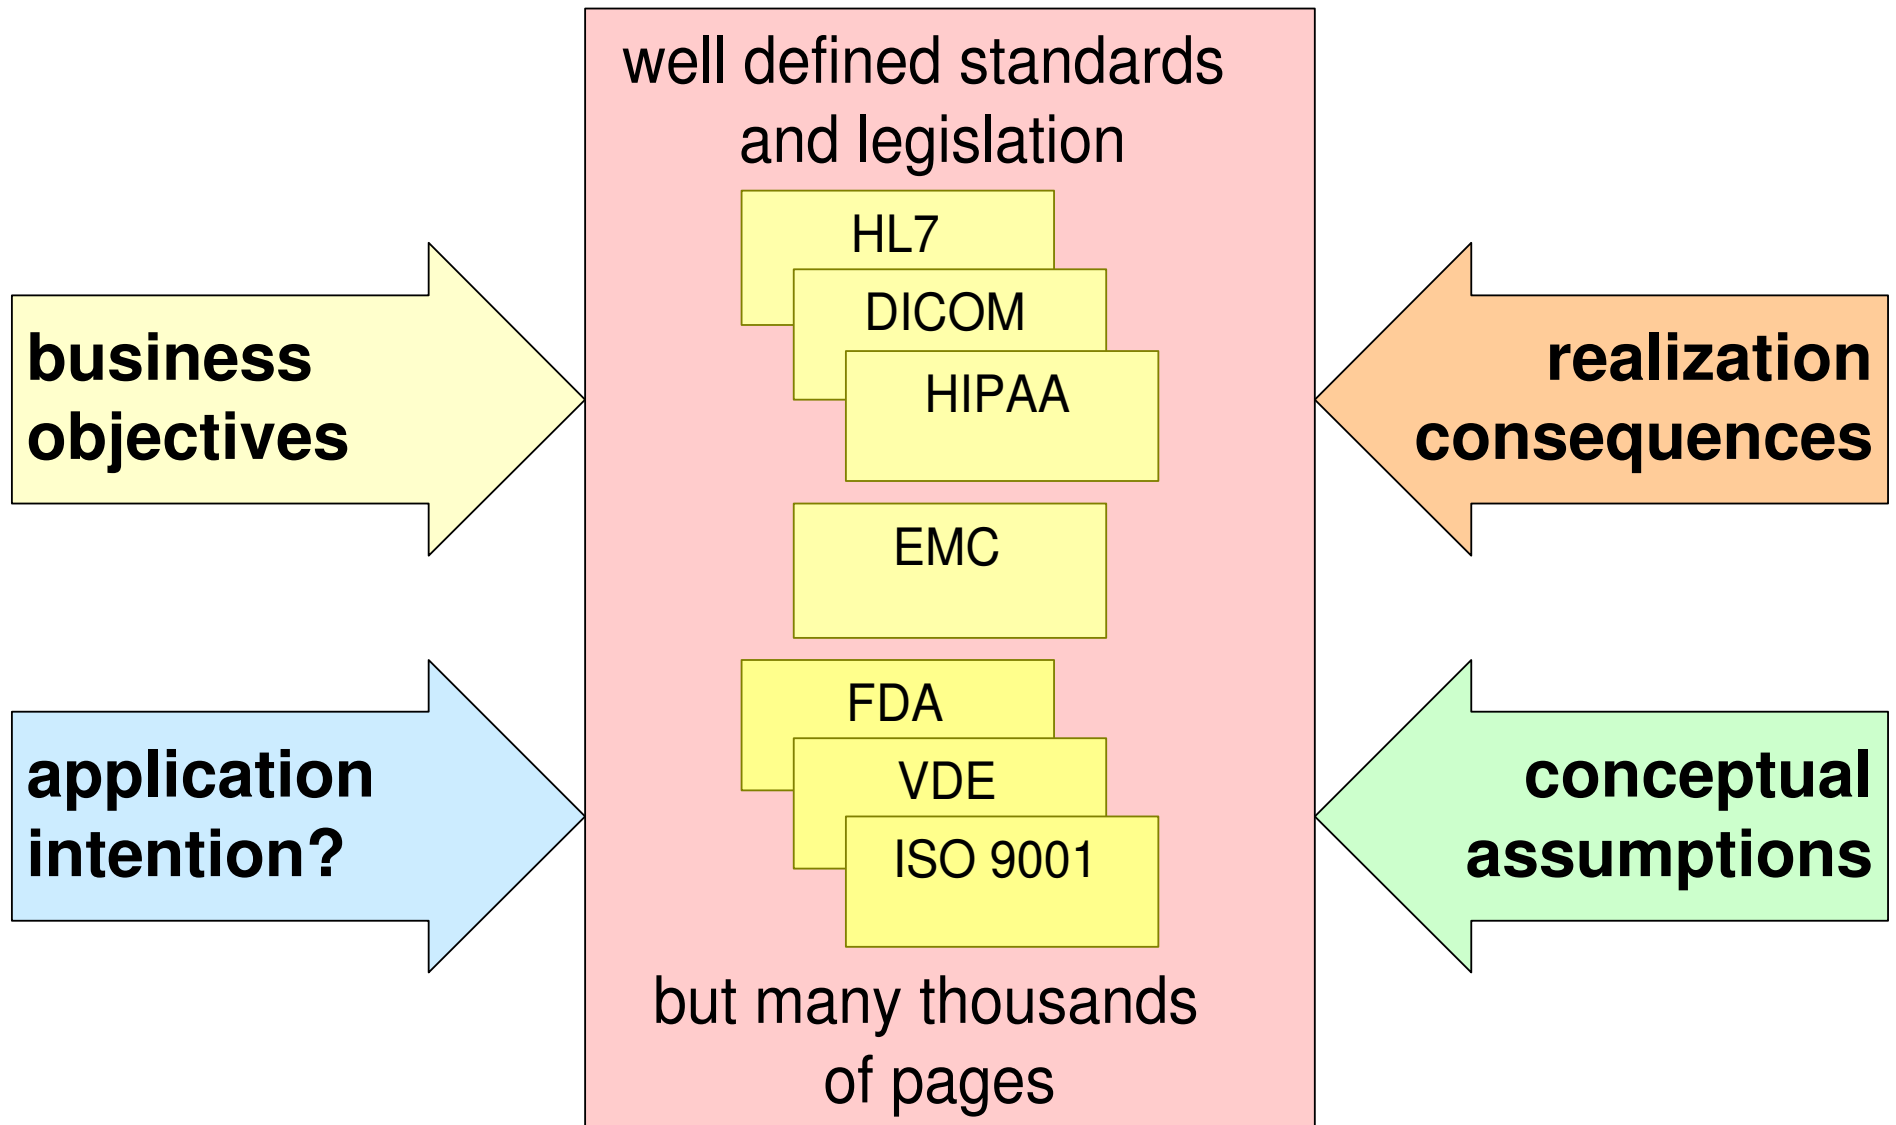 well defined standards
and legislation
HL7
DICOM
HIPAA
EMC
FDA
VDE
ISO 9001
but many thousands
of pages
business
objectives
application
intention?
realization
consequences
conceptual
assumptions